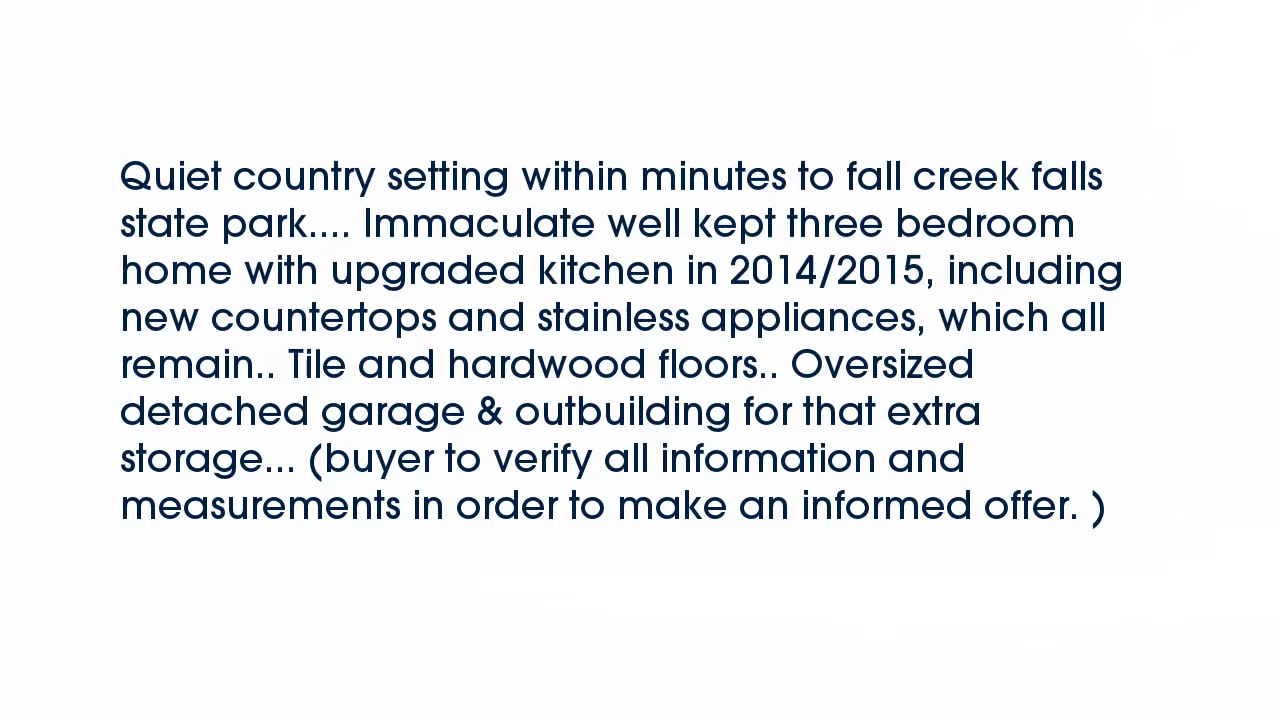 Quiet country setting within minutes to fall creek falls
state park.... Immaculate well kept three bedroom
home with upgraded kitchen in 2014/2015, including
new countertops and stainless appliances, which all
remain.. Tile and hardwood floors.. Oversized
detached garage & outbuilding for that extra
storage... (buyer to verify all information and
measurements in order to make an informed offer. )